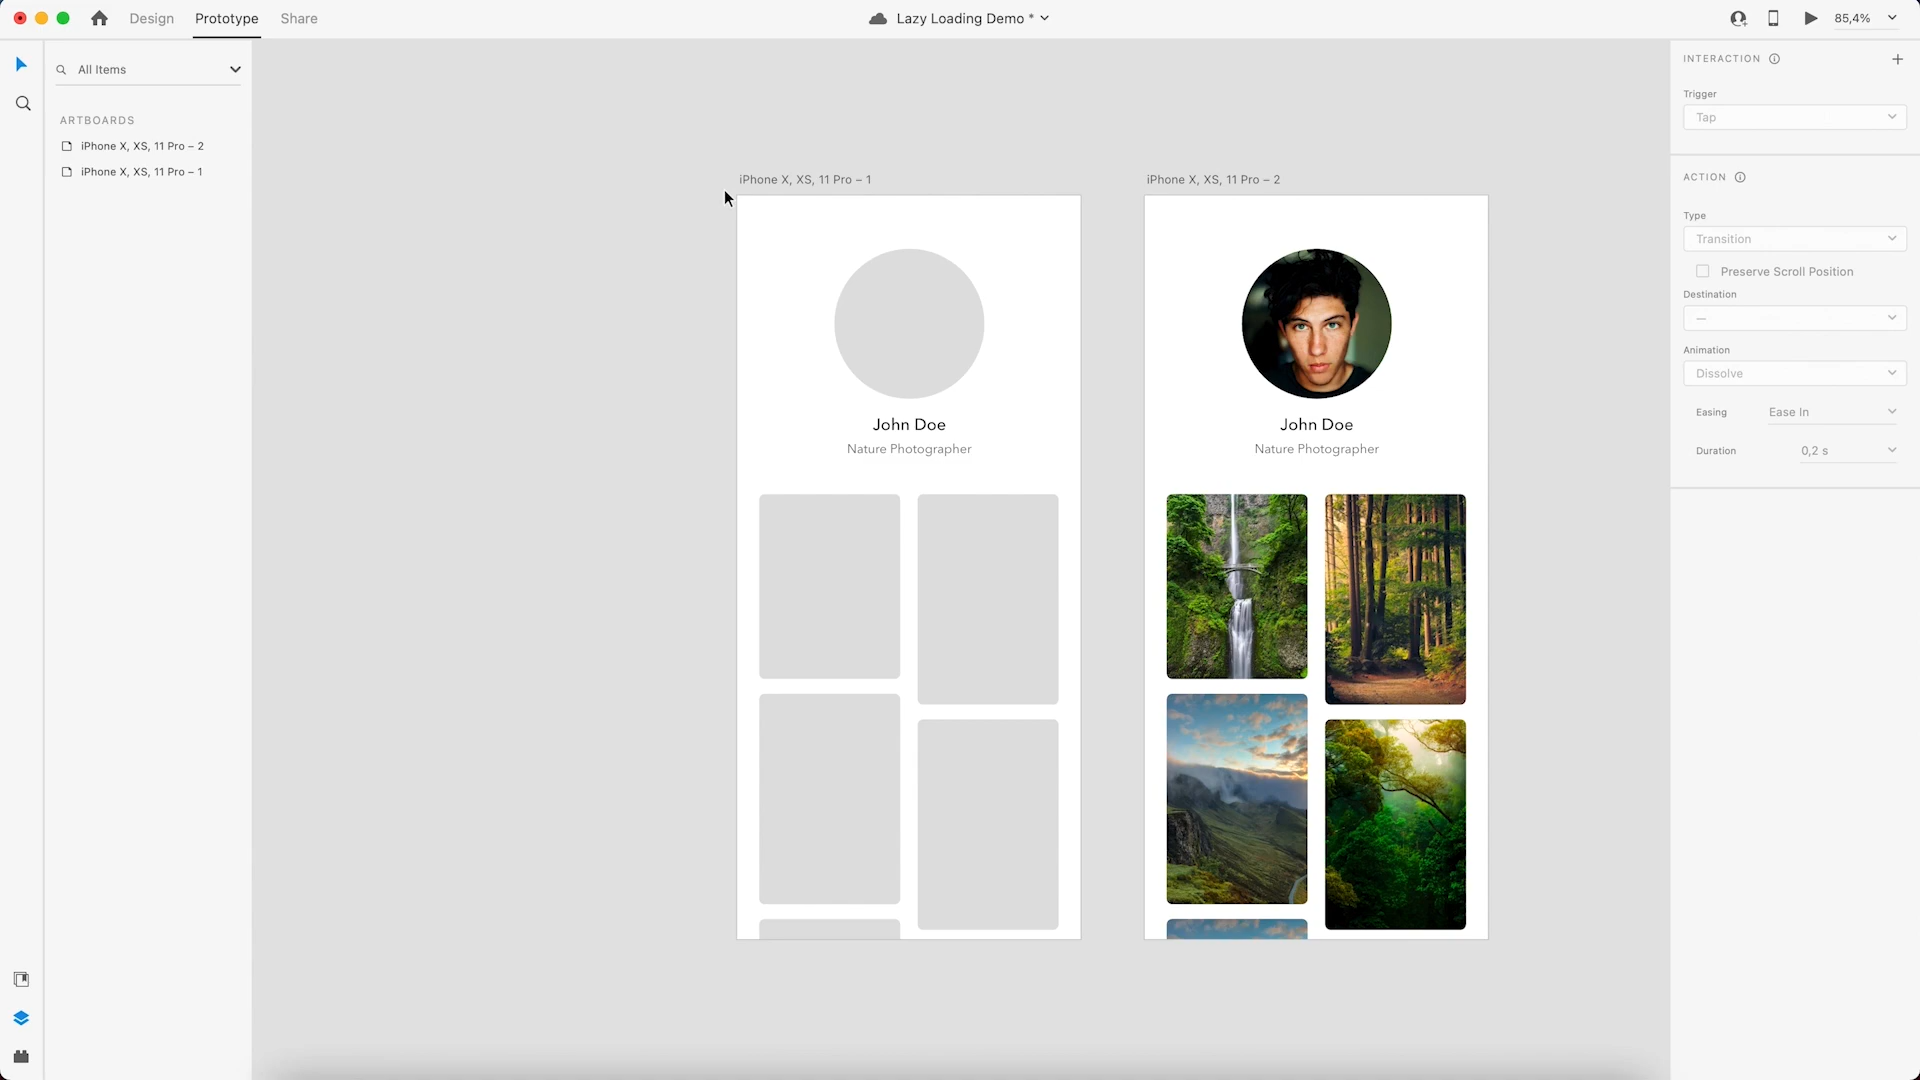 Design Prototype Share
Lazy Loading Demo *
85,4%
All Items
ARTBOARDS
iPhone X, XS, 11 Pro – 2
iPhone X, XS, 11 Pro – 1
iPhone X, XS, 11 Pro – 1
John Doe
Nature Photographer
iPhone X, XS, 11 Pro – 2
John Doe
Nature Photographer
INTERACTION
Trigger
Tap
ACTION
Type
Transition
Preserve Scroll Position
Destination
—
Animation
Dissolve
Easing Ease In
Duration 0,2 s